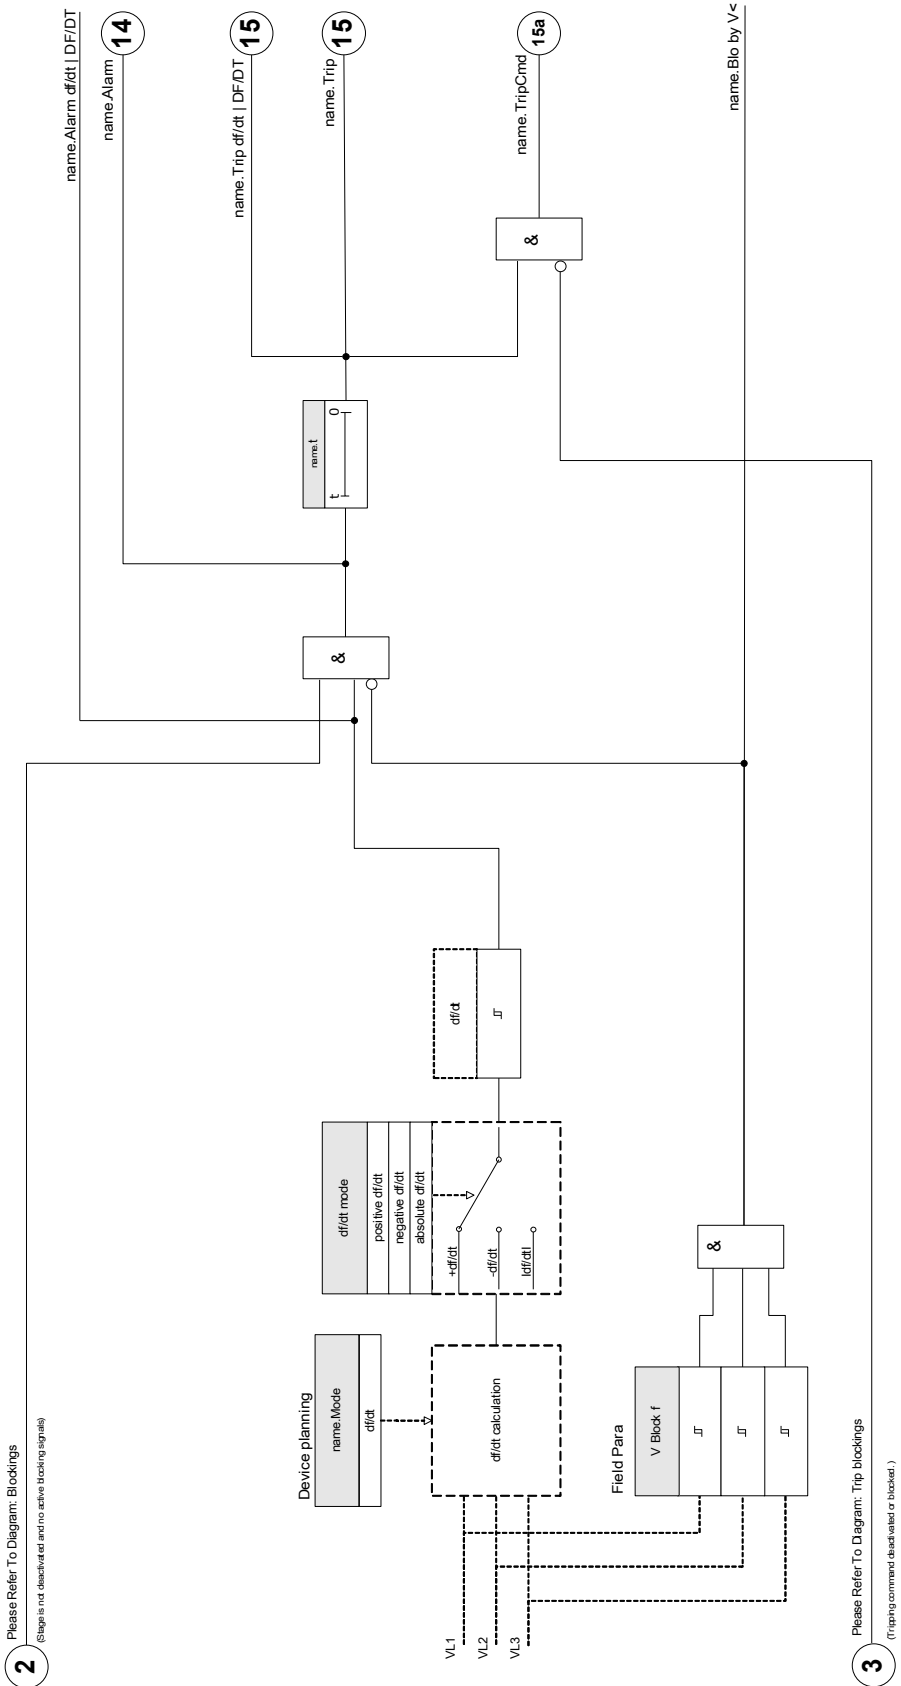 2
Please Refer To Diagram: Blockings
(Stage is not deactivated and no active blocking signals)
name.Alarm df/dt | DF/DT
14
name.Alarm
15
name.Trip df/dt | DF/DT
15
name.Trip
15a
name.TripCmd
name.Blo by V<
Device planning
name.Mode
df/dt
df/dt mode
positive df/dt
negative df/dt
absolute df/dt
+df/dt
-df/dt
|df/dt|
df/dt calculation
df/dt
&
name.t
t
0
&
VL1
VL2
VL3
Field Para
V Block f
&
3
Please Refer To Diagram: Trip blockings
(Tripping command deactivated or blocked.)